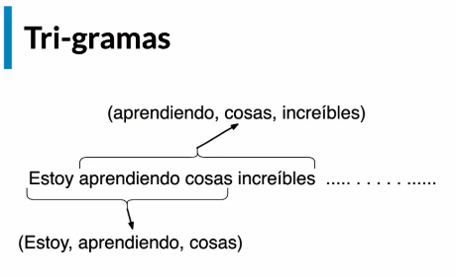 Tri-gramas
(aprendiendo, cosas, increíbles)
Estoy aprendiendo cosas increíbles ..... . . . . . ......
(Estoy, aprendiendo, cosas)